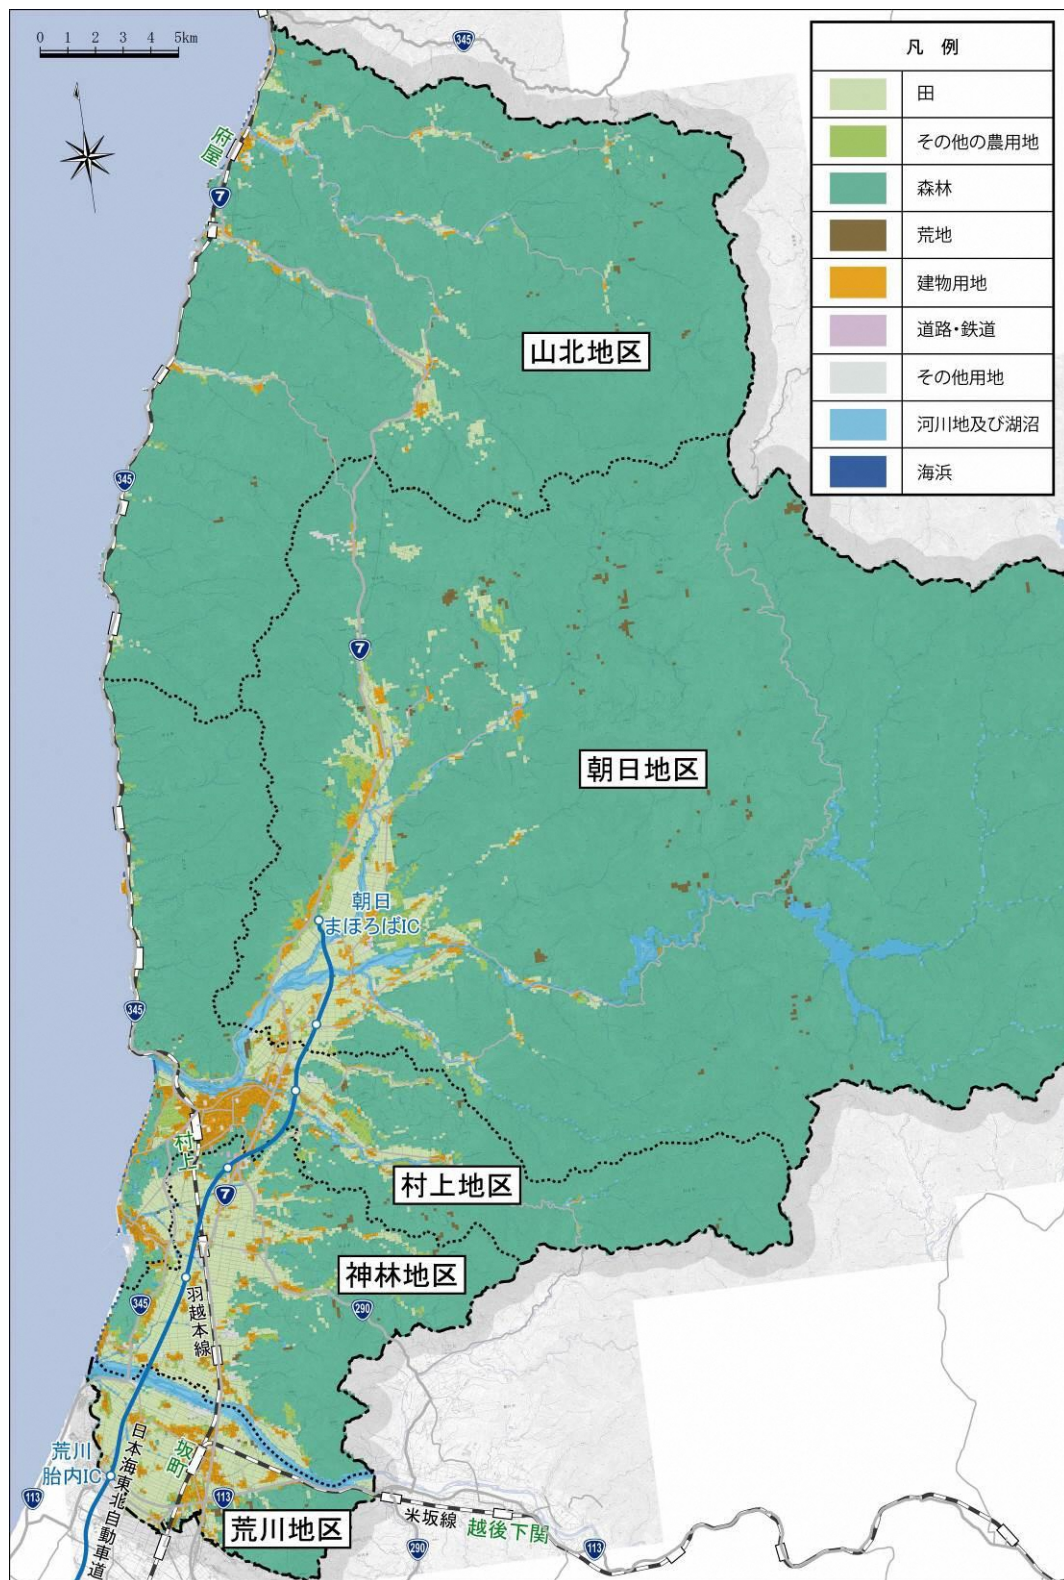 0 1 2 3 4 5km
345
凡 例
田
その他の農用地
森林
荒地
建物用地
道路・鉄道
その他用地
河川地及び湖沼
海浜
府屋
7
山北地区
345
7
朝日地区
朝日
まほろばIC
345
村上
村上地区
7
神林地区
345
羽越本線
290
荒川
胎内IC
坂町
日本海東北自動車道
113
113
荒川地区
米坂線
越後下関
290
113